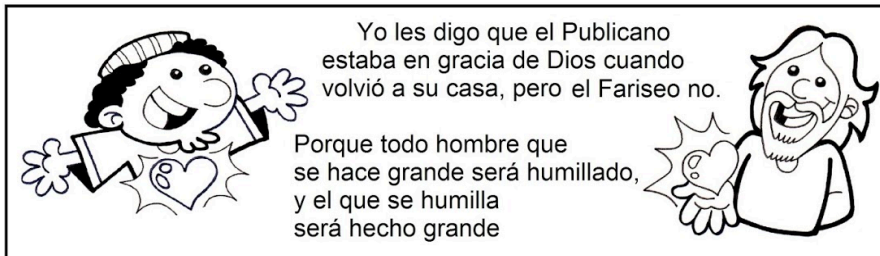 Yo les digo que el Publicano
estaba en gracia de Dios cuando
volvió a su casa, pero el Fariseo no.
Porque todo hombre que
se hace grande será humillado,
y el que se humilla
será hecho grande